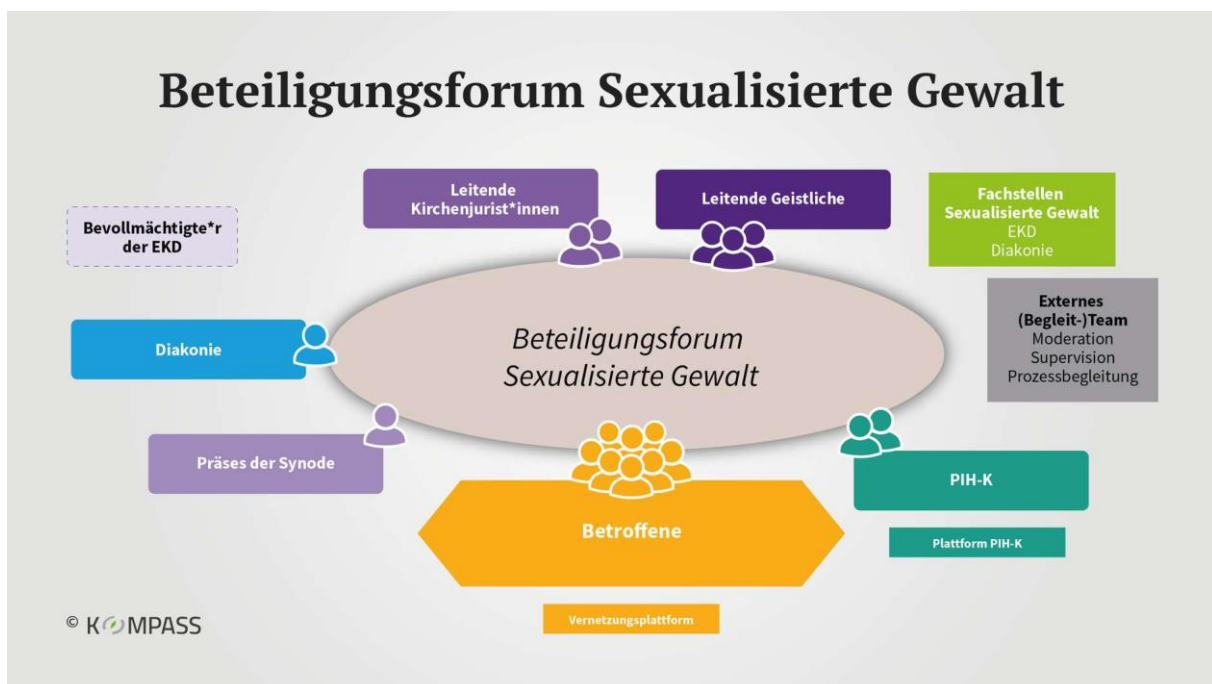 Beteiligungsforum Sexualisierte Gewalt
Bevollmächtigte*r
der EKD
Leitende
Kirchenjurist*innen
Leitende Geistliche
Fachstellen
Sexualisierte Gewalt
EKD
Diakonie
Externes
(Begleit-)Team
Moderation
Supervision
Prozessbegleitung
Diakonie
Beteiligungsforum
Sexualisierte Gewalt
Präses der Synode
Betroffene
PIH-K
Plattform PIH-K
Vernetzungsplattform
© KOMPASS